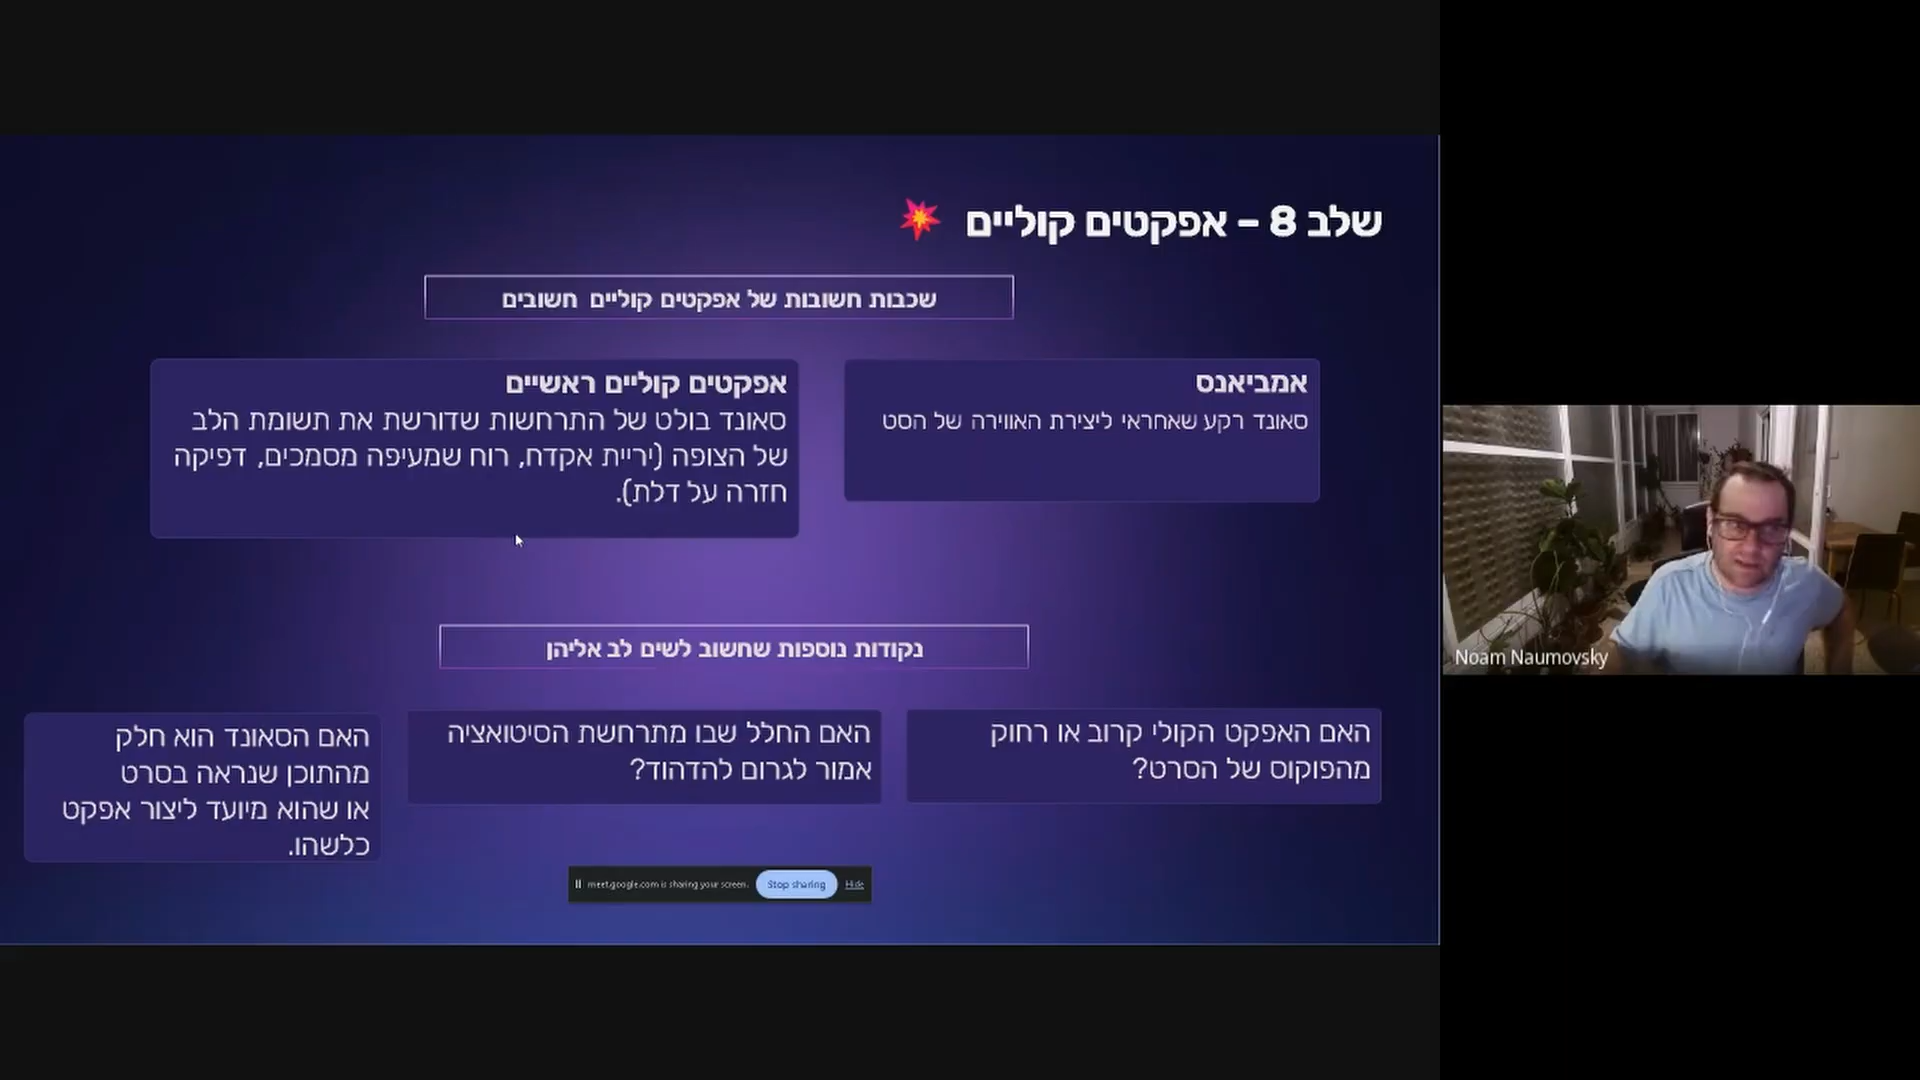 שלב 8 – אפקטים קוליים
שכבות חשובות של אפקטים קוליים חשובים
אמביאנס
סאונד רקע שאחראי ליצירת האווירה של הסט
אפקטים קוליים ראשיים
סאונד בולט של התרחשות שדורשת את תשומת הלב
של הצופה (יריית אקדח, רוח שמעיפה מסמכים, דפיקה
חזרה על דלת).
נקודות נוספות שחשוב לשים לב אליהן
האם האפקט הקולי קרוב או רחוק
מהפוקוס של הסרט?
האם החלל שבו מתרחשת הסיטואציה
אמור לגרום להדהוד?
האם הסאונד הוא חלק
מהתוכן שנראה בסרט
או שהוא מיועד ליצור אפקט
כלשהו.
meet.google.com is sharing your screen. Stop sharing Hide
Noam Naumovsky